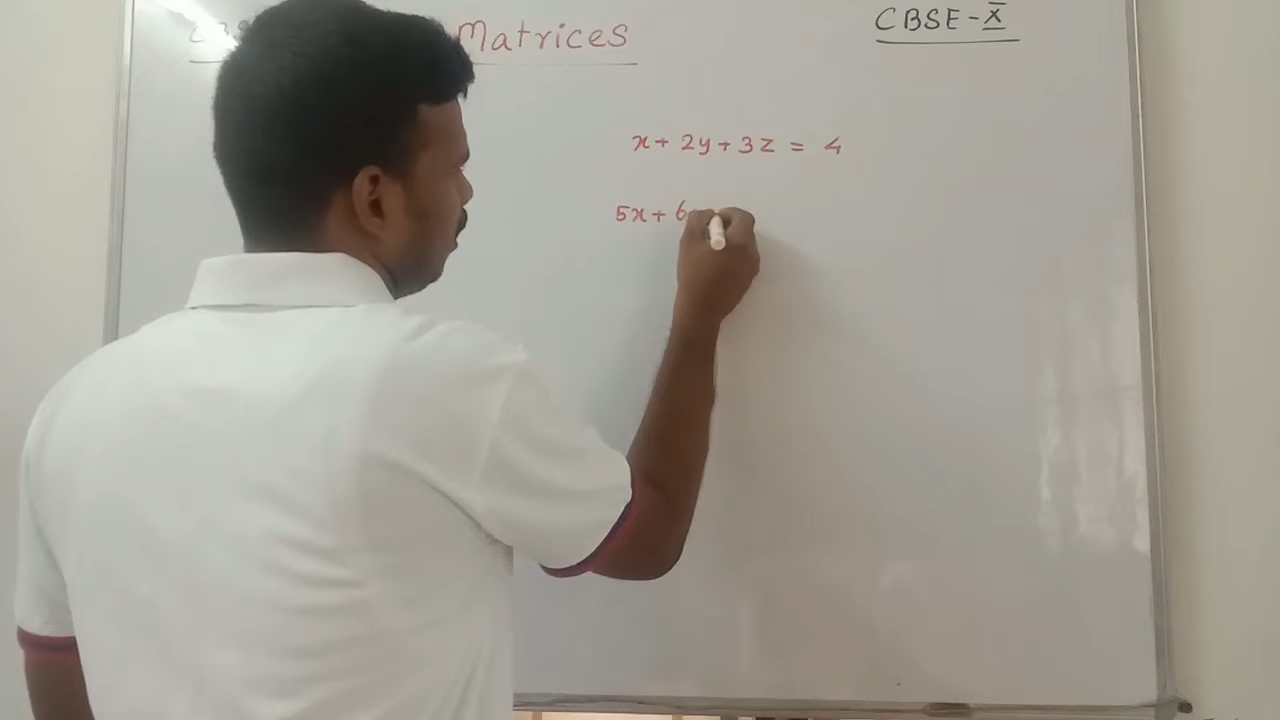 Matrices
CBSE-X
x + 2y + 3z = 4
5x + 6